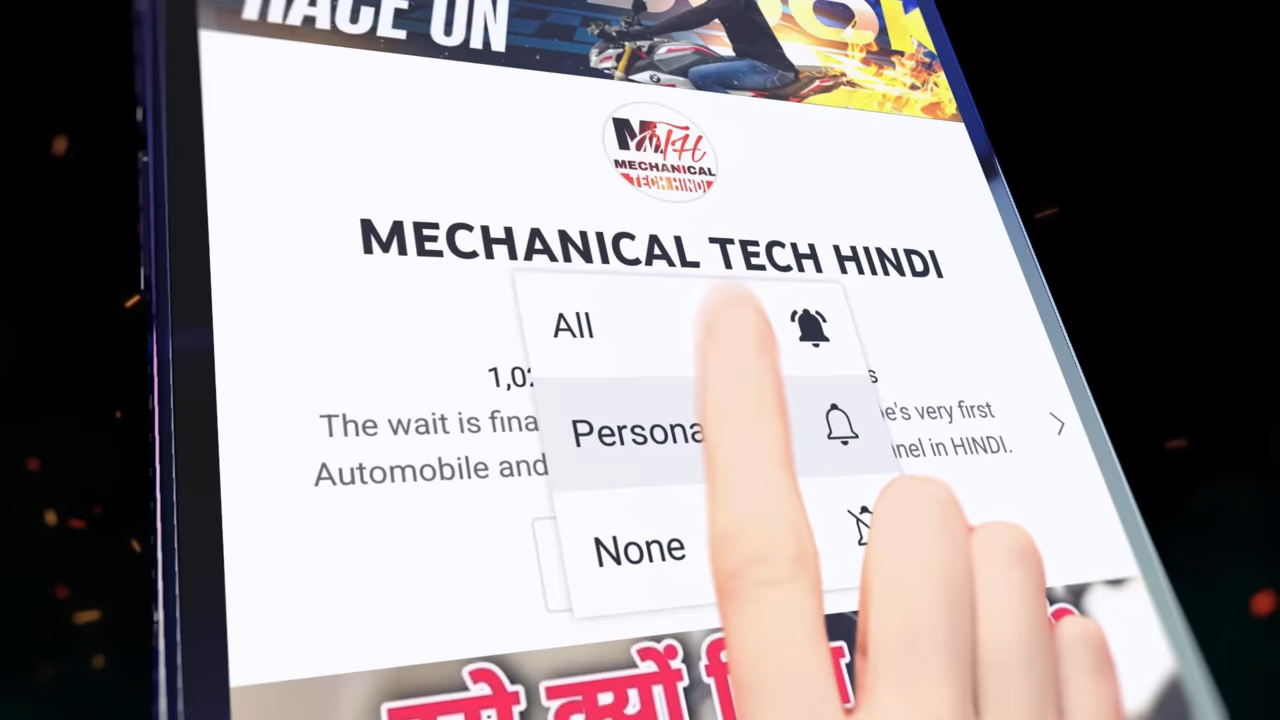 RACE ON
MTH
MECHANICAL
TECH HINDI
MECHANICAL TECH HINDI
All
1,02
The wait is fina
e's very first
Persona
Automobile and
nel in HINDI.
None
क्यों